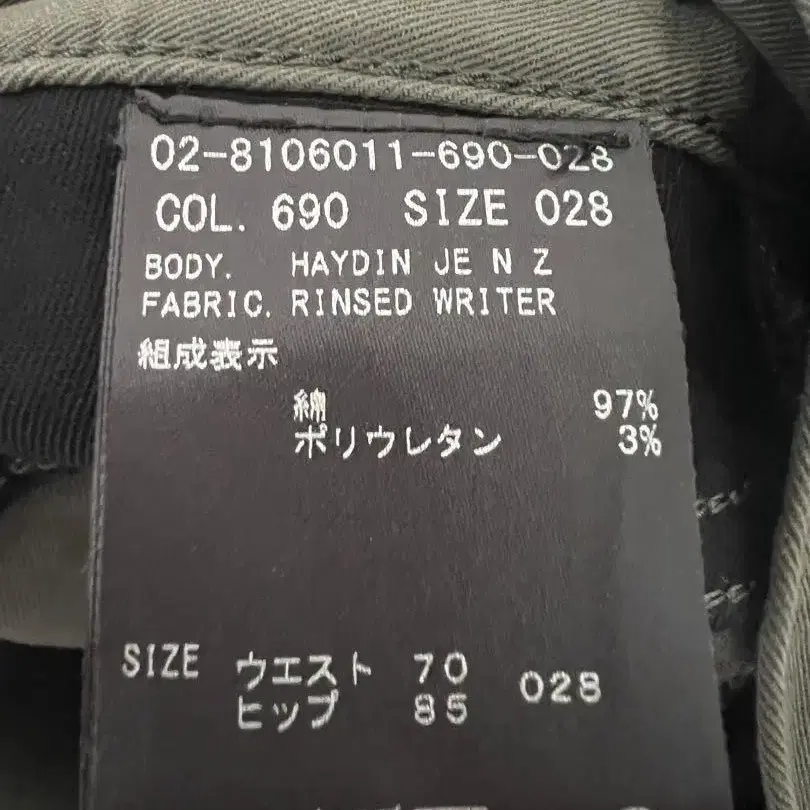 02-8106011-690-028
COL. 690 SIZE 028
BODY. HAYDIN JE N Z
FABRIC. RINSED WRITER
組成表示
綿 97%
ポリウレタン 3%
SIZE ウエスト 70 028
ヒップ 85